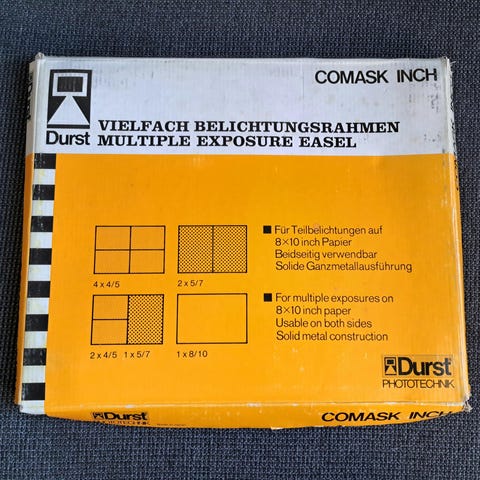 COMASK INCH
Durst
VIELFACH BELICHTUNGSRAHMEN
MULTIPLE EXPOSURE EASEL
4 x 4/5
2 x 5/7
■ Für Teilbelichtungen auf
8×10 inch Papier
Beidseitig verwendbar
Solide Ganzmetallausführung
2 x 4/5 1 x 5/7
1 x 8/10
■ For multiple exposures on
8×10 inch paper
Usable on both sides
Solid metal construction
Durst
PHOTOTECHNIK
Durst
PHOTOTECHNIK
COMASK INCH